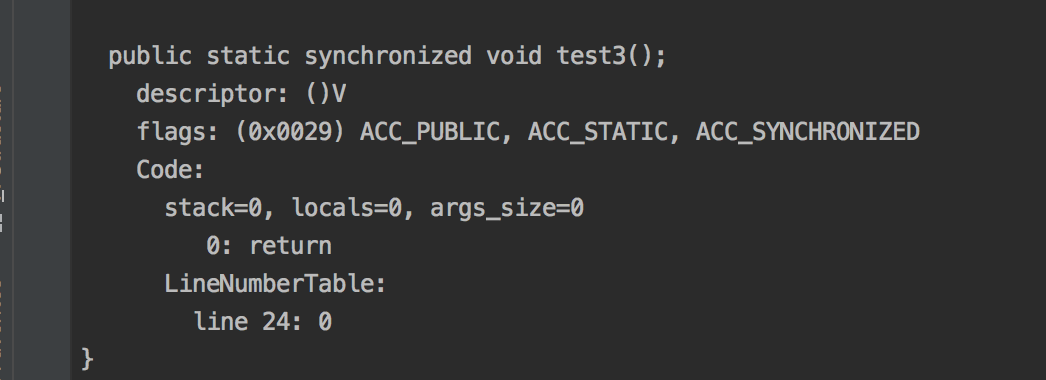 public static synchronized void test3();
descriptor: ()V
flags: (0x0029) ACC_PUBLIC, ACC_STATIC, ACC_SYNCHRONIZED
Code:
stack=0, locals=0, args_size=0
0: return
LineNumberTable:
line 24: 0
}